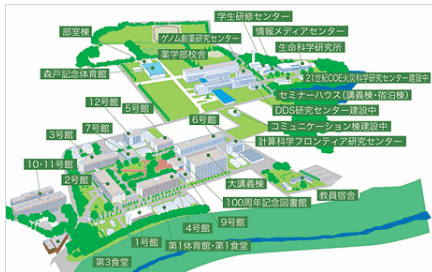 学生研修センター
部室棟
情報メディアセンター
ゲノム創薬研究センター
生命科学研究所
薬学部校舎
21世紀COE火災科学研究センター建設中
森戸記念体育館
セミナーハウス(講義棟・宿泊棟)
5号館
DDS研究センター建設中
12号館
6号館
コミュニケーション棟建設中
7号館
計算科学フロンティア研究センター
3号館
10・11号館
大講義棟
2号館
教員宿舎
100周年記念図書館
9号館
4号館
1号館
第1体育館・第1食堂
第3食堂